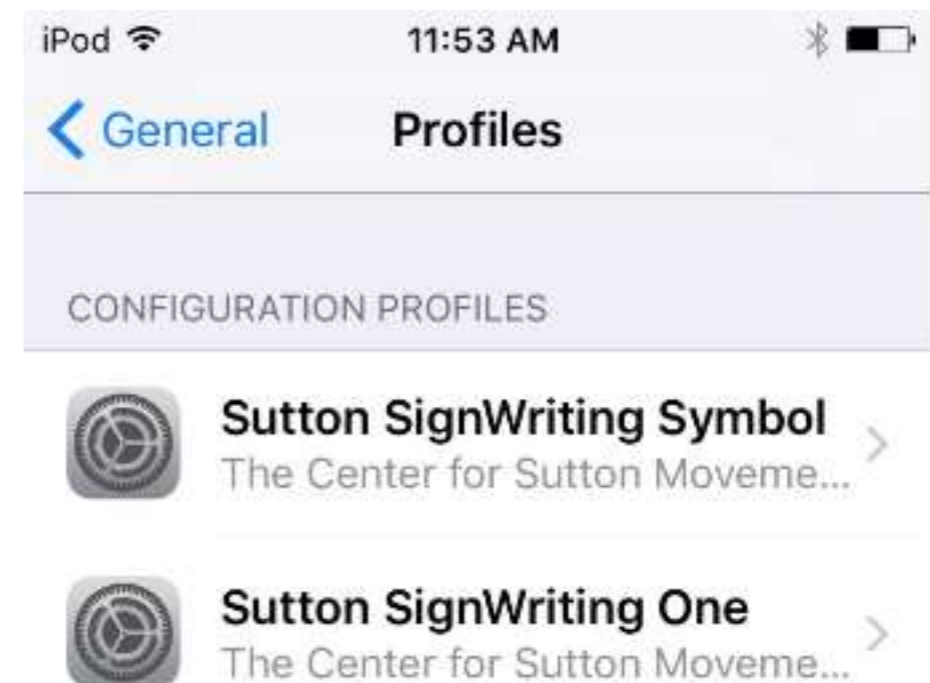 iPod 11:53 AM
General Profiles
CONFIGURATION PROFILES
Sutton SignWriting Symbol
The Center for Sutton Moveme...
Sutton SignWriting One
The Center for Sutton Moveme...